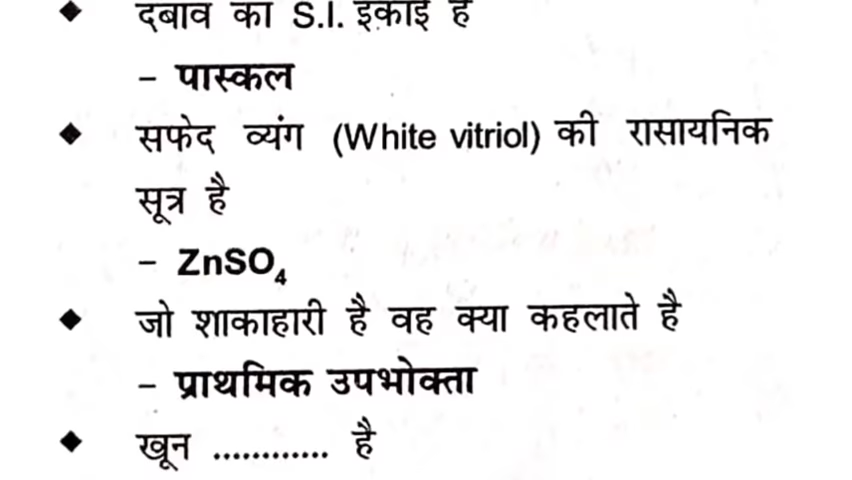 ◆ दबाव का S.I. इकाई है
– पास्कल
◆ सफेद व्यंग (White vitriol) की रासायनिक
सूत्र है
– ZnSO₄
◆ जो शाकाहारी है वह क्या कहलाते है
– प्राथमिक उपभोक्ता
◆ खून ............ है